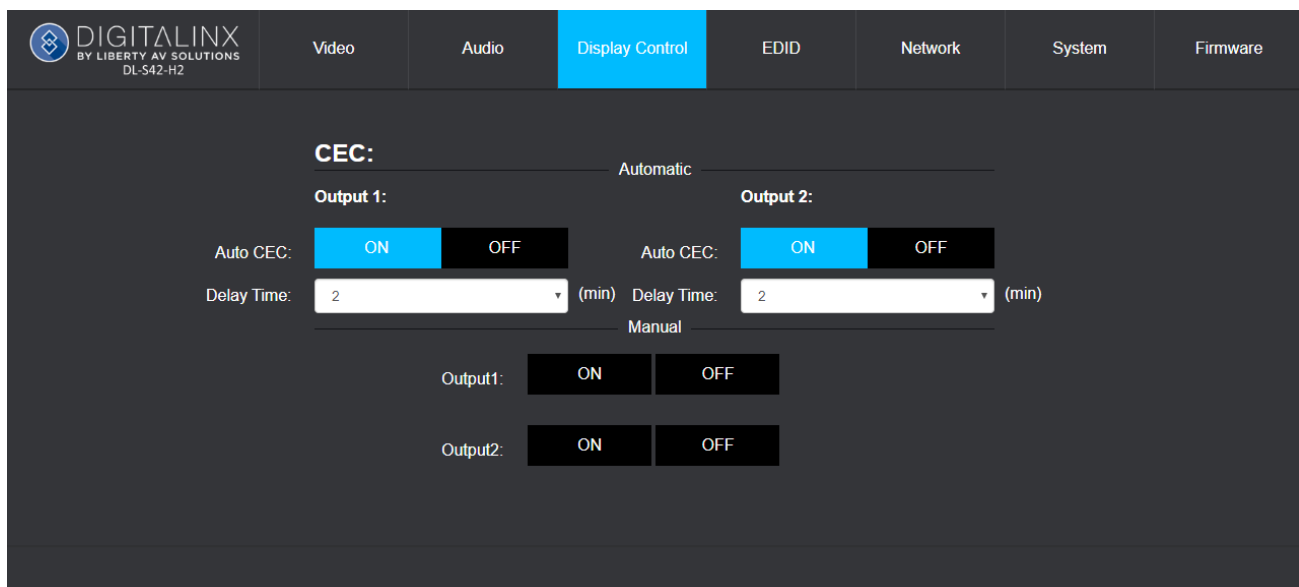 DIGITALINX
BY LIBERTY AV SOLUTIONS
DL-S42-H2
Video
Audio
Display Control
EDID
Network
System
Firmware
CEC:
Automatic
Output 1:
Output 2:
Auto CEC:
ON
OFF
Auto CEC:
ON
OFF
Delay Time:
2
(min)
Delay Time:
2
(min)
Manual
Output1:
ON
OFF
Output2:
ON
OFF